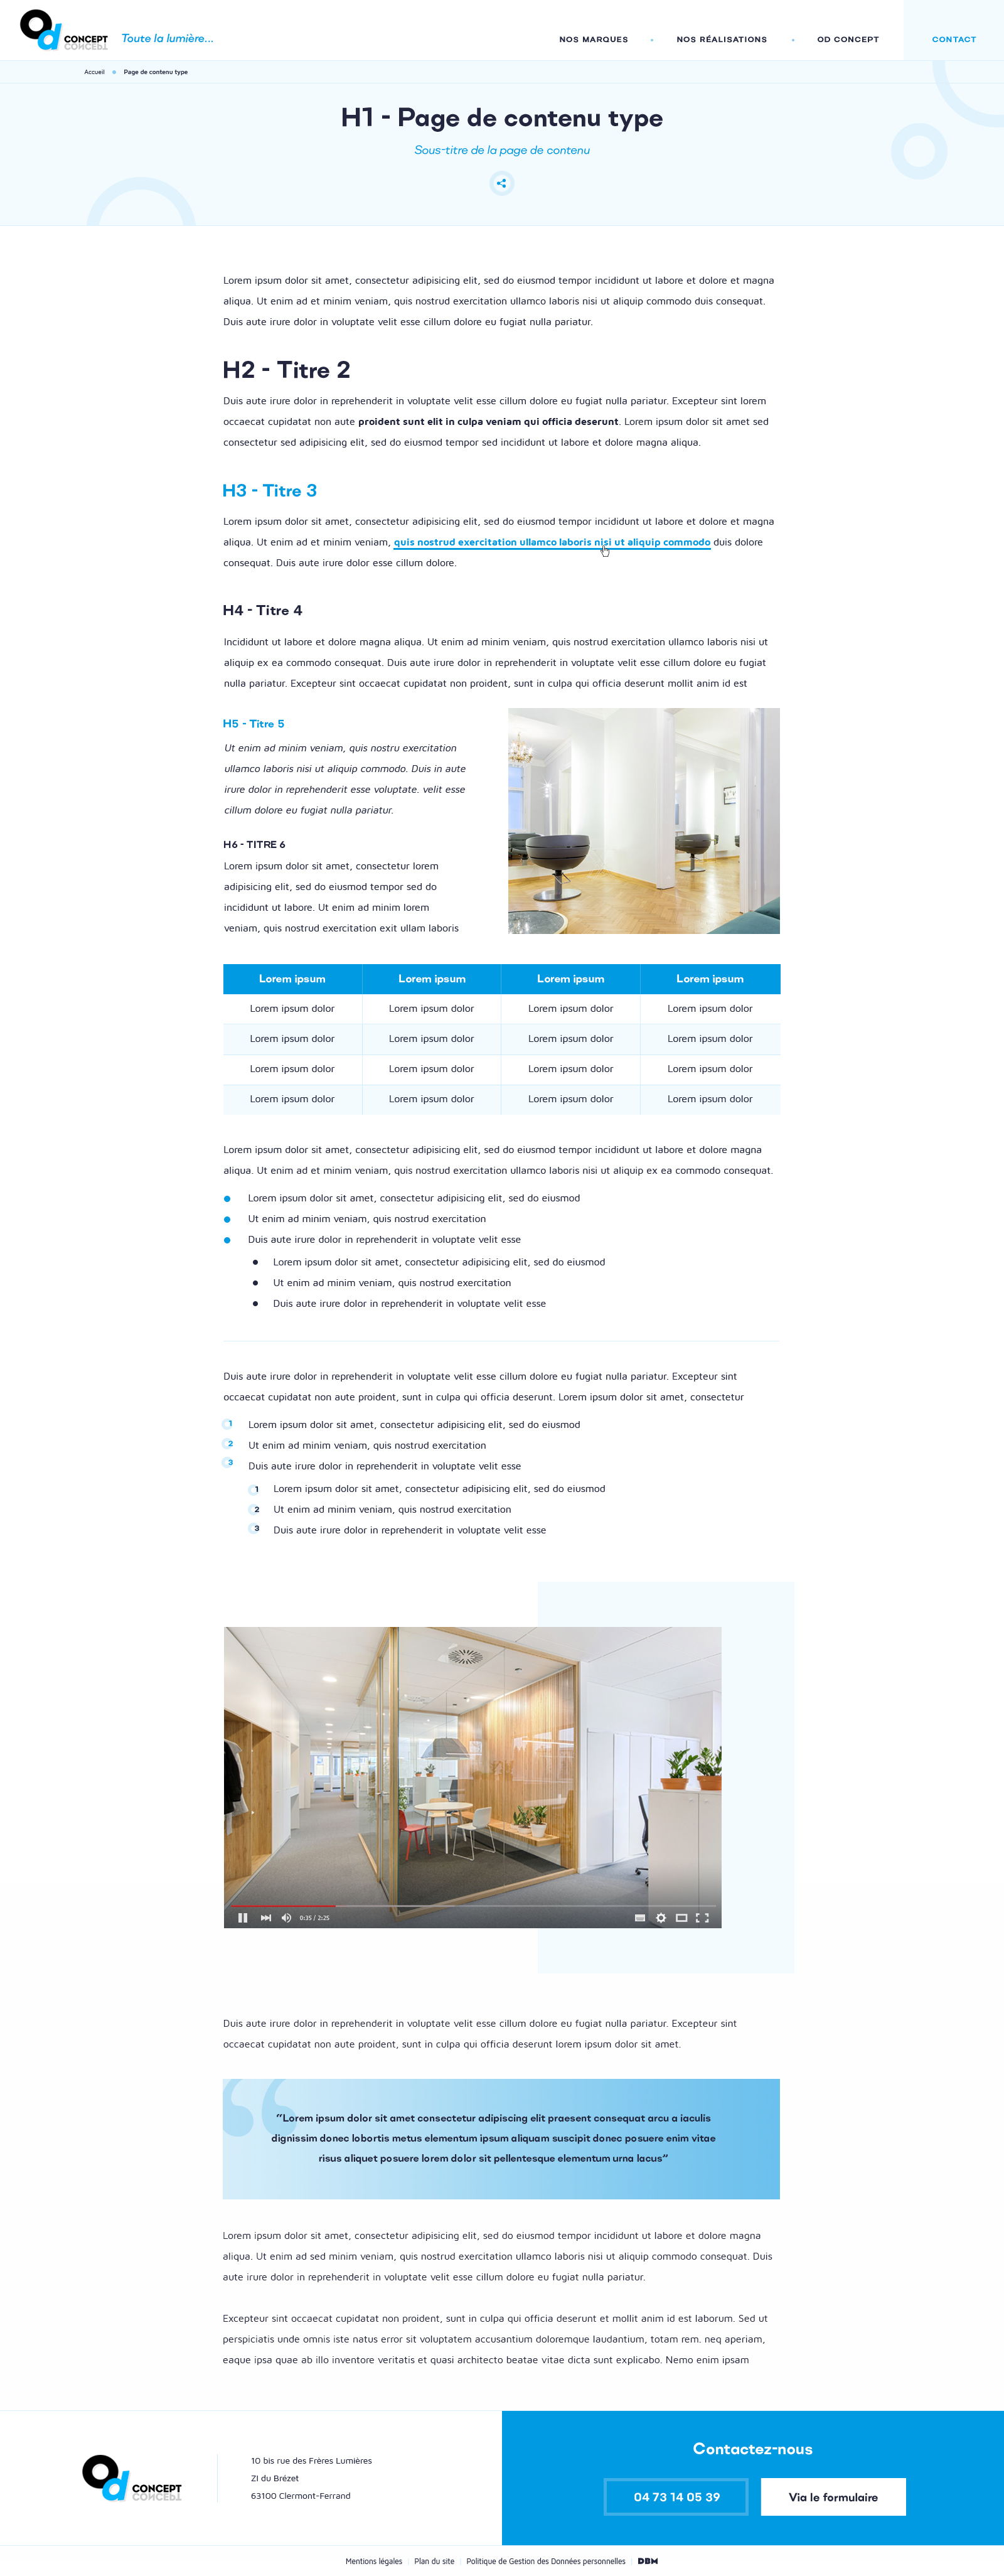 od CONCEPT
Toute la lumière...
NOS MARQUES
NOS RÉALISATIONS
OD CONCEPT
CONTACT
Accueil
Page de contenu type
H1 - Page de contenu type
Sous-titre de la page de contenu
Lorem ipsum dolor sit amet, consectetur adipisicing elit, sed do eiusmod tempor incididunt ut labore et dolore et magna
aliqua. Ut enim ad et minim veniam, quis nostrud exercitation ullamco laboris nisi ut aliquip commodo duis consequat.
Duis aute irure dolor in voluptate velit esse cillum dolore eu fugiat nulla pariatur.
H2 - Titre 2
Duis aute irure dolor in reprehenderit in voluptate velit esse cillum dolore eu fugiat nulla pariatur. Excepteur sint lorem
occaecat cupidatat non aute proident sunt elit in culpa veniam qui officia deserunt. Lorem ipsum dolor sit amet sed
consectetur sed adipisicing elit, sed do eiusmod tempor sed incididunt ut labore et dolore magna aliqua.
H3 - Titre 3
Lorem ipsum dolor sit amet, consectetur adipisicing elit, sed do eiusmod tempor incididunt ut labore et dolore et magna
aliqua. Ut enim ad et minim veniam, quis nostrud exercitation ullamco laboris nisi ut aliquip commodo duis dolore
consequat. Duis aute irure dolor esse cillum dolore.
H4 - Titre 4
Incididunt ut labore et dolore magna aliqua. Ut enim ad minim veniam, quis nostrud exercitation ullamco laboris nisi ut
aliquip ex ea commodo consequat. Duis aute irure dolor in reprehenderit in voluptate velit esse cillum dolore eu fugiat
nulla pariatur. Excepteur sint occaecat cupidatat non proident, sunt in culpa qui officia deserunt mollit anim id est
H5 - Titre 5
Ut enim ad minim veniam, quis nostru exercitation
ullamco laboris nisi ut aliquip commodo. Duis in aute
irure dolor in reprehenderit esse voluptate. velit esse
cillum dolore eu fugiat nulla pariatur.
H6 - TITRE 6
Lorem ipsum dolor sit amet, consectetur lorem
adipisicing elit, sed do eiusmod tempor sed do
incididunt ut labore. Ut enim ad minim lorem
veniam, quis nostrud exercitation exit ullam laboris
Lorem ipsum Lorem ipsum Lorem ipsum Lorem ipsum
Lorem ipsum dolor Lorem ipsum dolor Lorem ipsum dolor Lorem ipsum dolor
Lorem ipsum dolor Lorem ipsum dolor Lorem ipsum dolor Lorem ipsum dolor
Lorem ipsum dolor Lorem ipsum dolor Lorem ipsum dolor Lorem ipsum dolor
Lorem ipsum dolor Lorem ipsum dolor Lorem ipsum dolor Lorem ipsum dolor
Lorem ipsum dolor sit amet, consectetur adipisicing elit, sed do eiusmod tempor incididunt ut labore et dolore magna
aliqua. Ut enim ad et minim veniam, quis nostrud exercitation ullamco laboris nisi ut aliquip ex ea commodo consequat.
Lorem ipsum dolor sit amet, consectetur adipisicing elit, sed do eiusmod
Ut enim ad minim veniam, quis nostrud exercitation
Duis aute irure dolor in reprehenderit in voluptate velit esse
Lorem ipsum dolor sit amet, consectetur adipisicing elit, sed do eiusmod
Ut enim ad minim veniam, quis nostrud exercitation
Duis aute irure dolor in reprehenderit in voluptate velit esse
Duis aute irure dolor in reprehenderit in voluptate velit esse cillum dolore eu fugiat nulla pariatur. Excepteur sint
occaecat cupidatat non aute proident, sunt in culpa qui officia deserunt. Lorem ipsum dolor sit amet, consectetur
1 Lorem ipsum dolor sit amet, consectetur adipisicing elit, sed do eiusmod
2 Ut enim ad minim veniam, quis nostrud exercitation
3 Duis aute irure dolor in reprehenderit in voluptate velit esse
1 Lorem ipsum dolor sit amet, consectetur adipisicing elit, sed do eiusmod
2 Ut enim ad minim veniam, quis nostrud exercitation
3 Duis aute irure dolor in reprehenderit in voluptate velit esse
0:35 / 2:25
Duis aute irure dolor in reprehenderit in voluptate velit esse cillum dolore eu fugiat nulla pariatur. Excepteur sint
occaecat cupidatat non aute proident, sunt in culpa qui officia deserunt lorem ipsum dolor sit amet.
“Lorem ipsum dolor sit amet consectetur adipiscing elit praesent consequat arcu a iaculis
dignissim donec lobortis metus elementum ipsum aliquam suscipit donec posuere enim vitae
risus aliquet posuere lorem dolor sit pellentesque elementum urna lacus”
Lorem ipsum dolor sit amet, consectetur adipisicing elit, sed do eiusmod tempor incididunt ut labore et dolore magna
aliqua. Ut enim ad sed minim veniam, quis nostrud exercitation ullamco laboris nisi ut aliquip commodo consequat. Duis
aute irure dolor in reprehenderit in voluptate velit esse cillum dolore eu fugiat nulla pariatur.
Excepteur sint occaecat cupidatat non proident, sunt in culpa qui officia deserunt et mollit anim id est laborum. Sed ut
perspiciatis unde omnis iste natus error sit voluptatem accusantium doloremque laudantium, totam rem. neq aperiam,
eaque ipsa quae ab illo inventore veritatis et quasi architecto beatae vitae dicta sunt explicabo. Nemo enim ipsam
od CONCEPT
10 bis rue des Frères Lumières
ZI du Brézet
63100 Clermont-Ferrand
Contactez-nous
04 73 14 05 39
Via le formulaire
Mentions légales
Plan du site
Politique de Gestion des Données personnelles
DBM